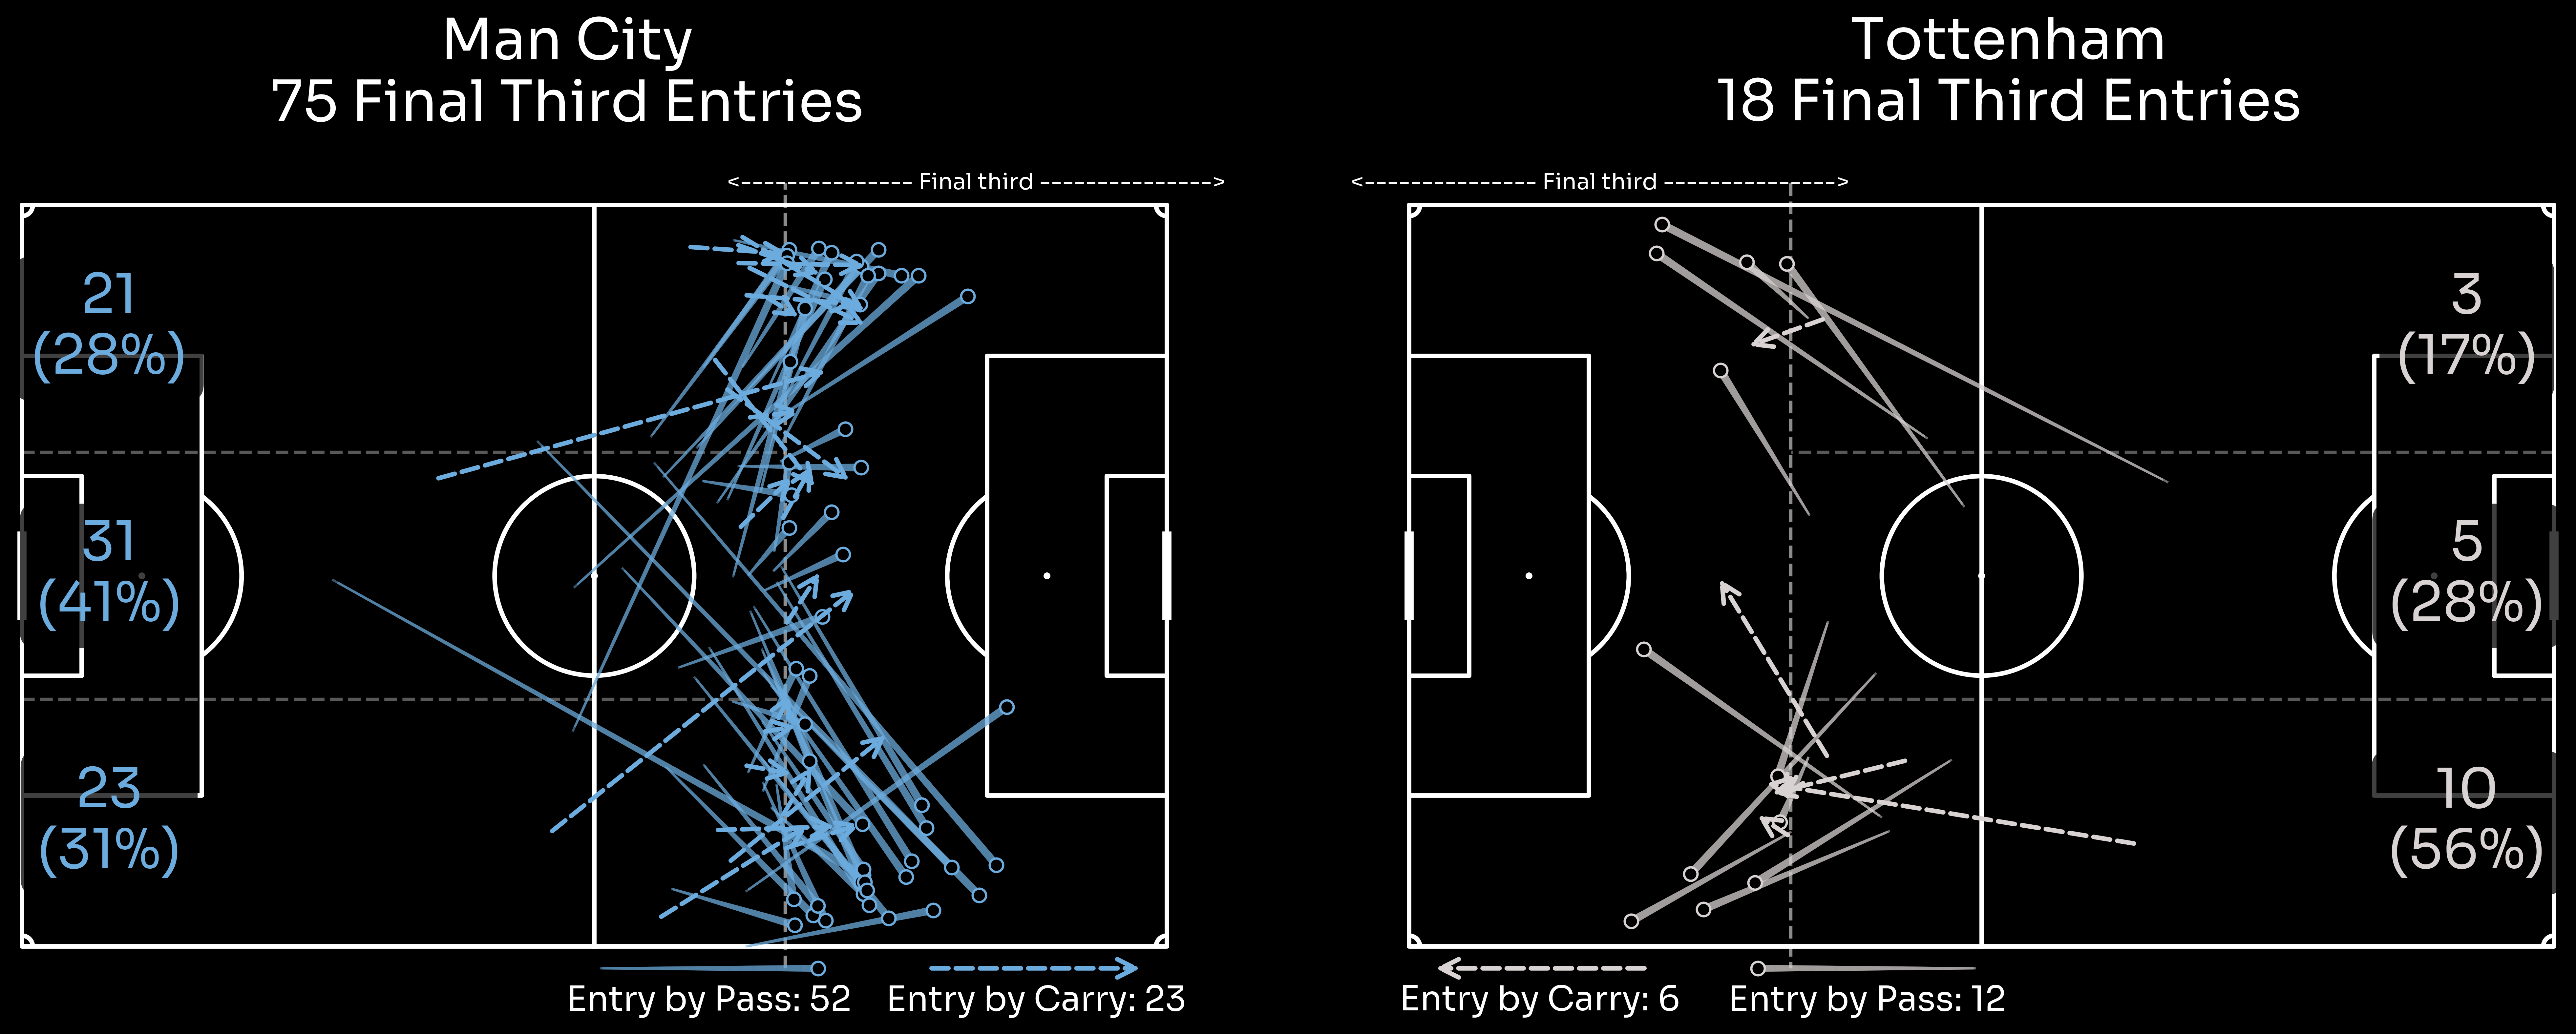 Man City
75 Final Third Entries
Tottenham
18 Final Third Entries
<--------------- Final third --------------->
<--------------- Final third --------------->
21
(28%)
31
(41%)
23
(31%)
3
(17%)
5
(28%)
10
(56%)
Entry by Pass: 52
Entry by Carry: 23
Entry by Carry: 6
Entry by Pass: 12